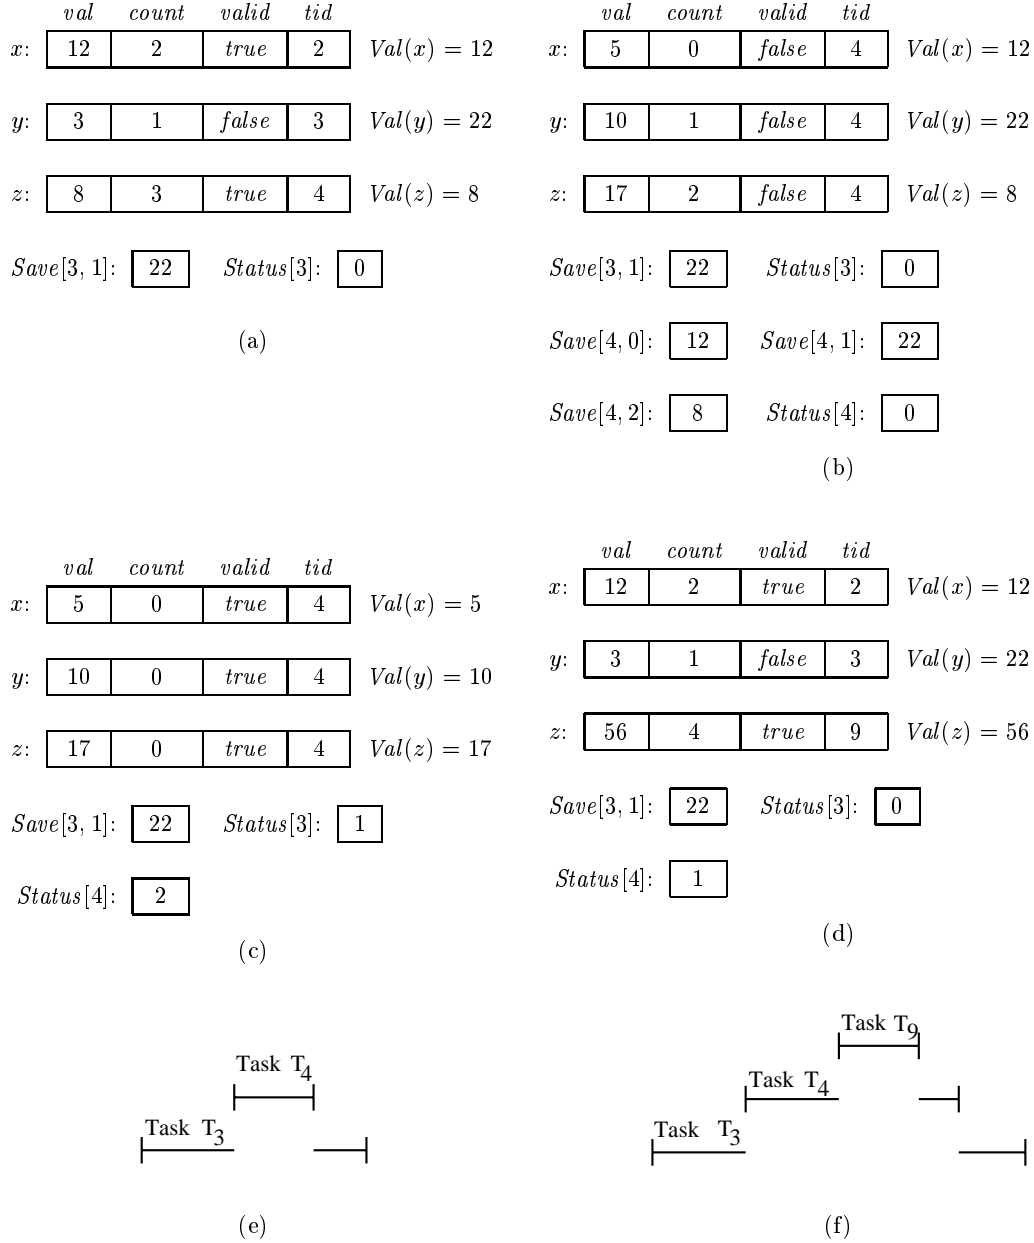 val count valid tid
x: 12 2 true 2 Val(x) = 12
y: 3 1 false 3 Val(y) = 22
z: 8 3 true 4 Val(z) = 8
Save[3, 1]: 22 Status[3]: 0
(a)
val count valid tid
x: 5 0 false 4 Val(x) = 12
y: 10 1 false 4 Val(y) = 22
z: 17 2 false 4 Val(z) = 8
Save[3, 1]: 22 Status[3]: 0
Save[4, 0]: 12 Save[4, 1]: 22
Save[4, 2]: 8 Status[4]: 0
(b)
val count valid tid
x: 5 0 true 4 Val(x) = 5
y: 10 0 true 4 Val(y) = 10
z: 17 0 true 4 Val(z) = 17
Save[3, 1]: 22 Status[3]: 1
Status[4]: 2
(c)
val count valid tid
x: 12 2 true 2 Val(x) = 12
y: 3 1 false 3 Val(y) = 22
z: 56 4 true 9 Val(z) = 56
Save[3, 1]: 22 Status[3]: 0
Status[4]: 1
(d)
Task T4
Task T3
(e)
Task T9
Task T4
Task T3
(f)